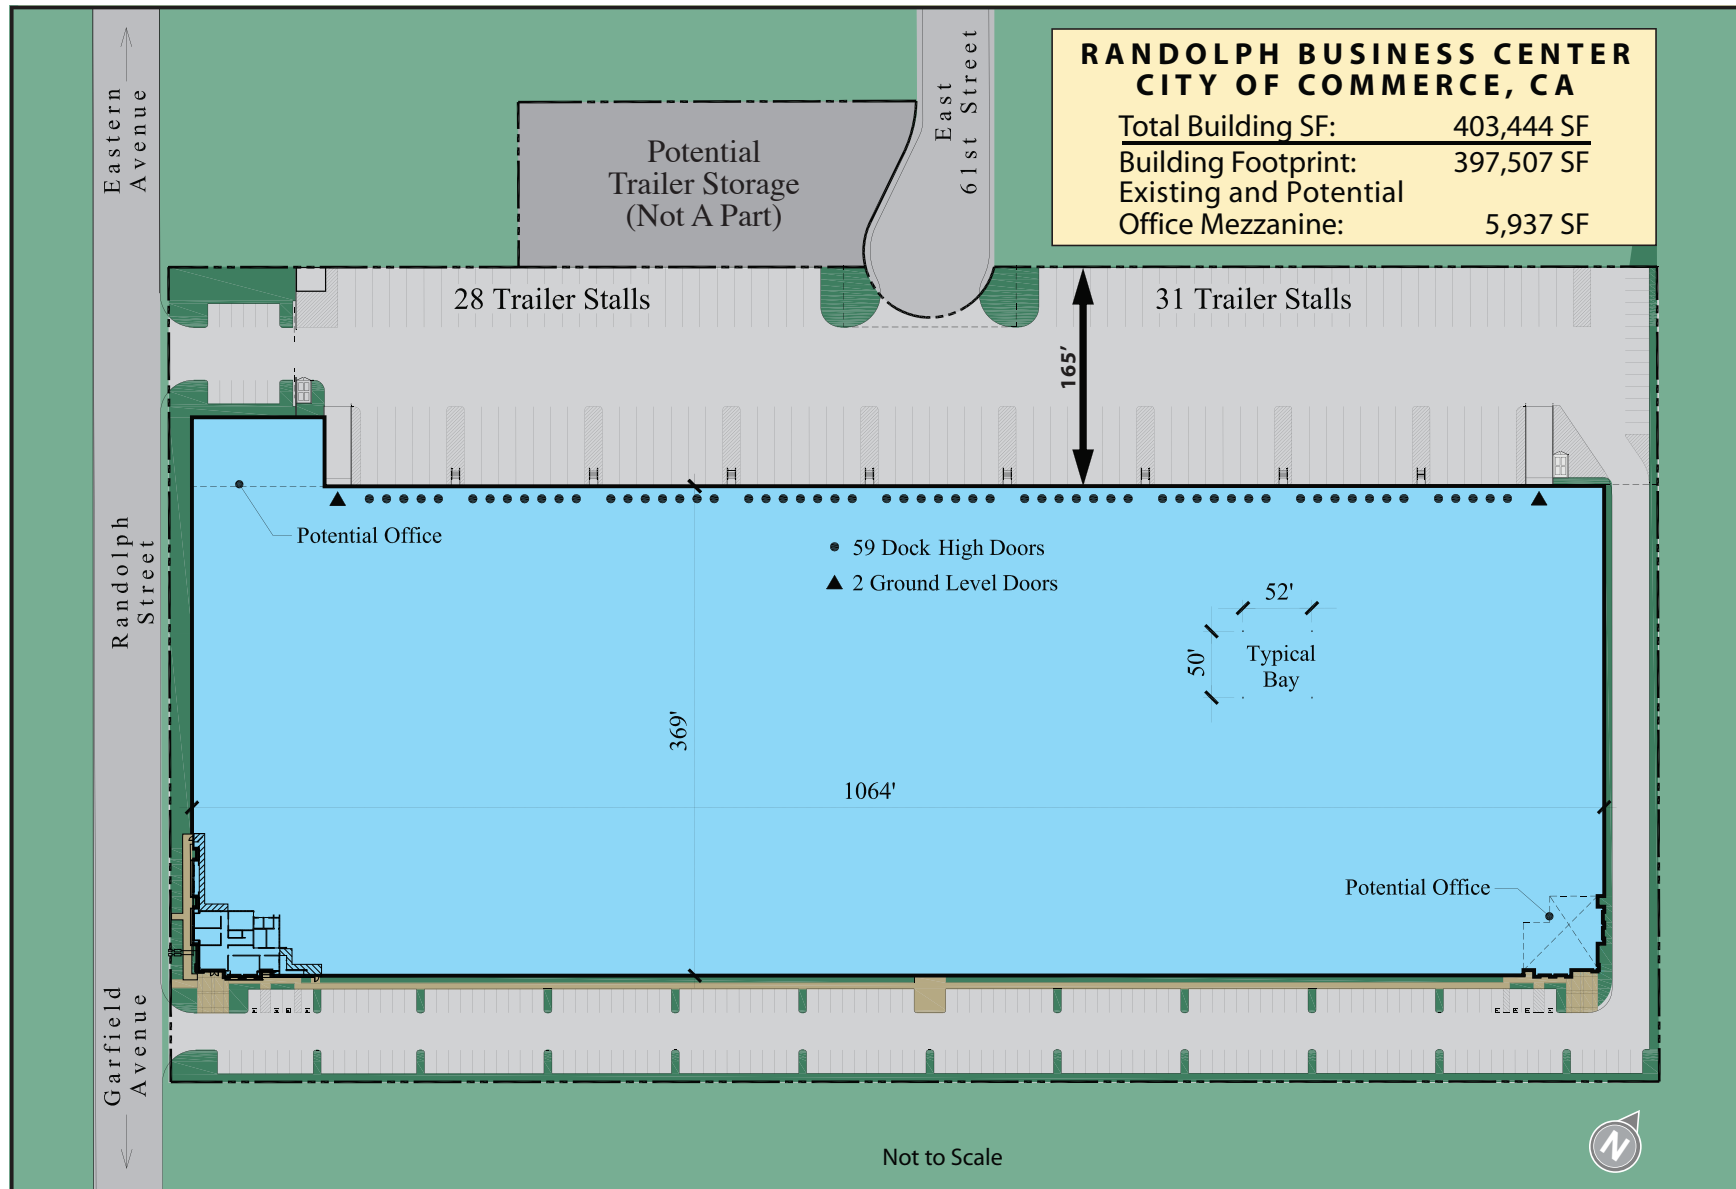 RANDOLPH BUSINESS CENTER
CITY OF COMMERCE, CA
Total Building SF: 403,444 SF
Building Footprint: 397,507 SF
Existing and Potential
Office Mezzanine: 5,937 SF
Eastern
Avenue
East
61st Street
Potential
Trailer Storage
(Not A Part)
28 Trailer Stalls
31 Trailer Stalls
165'
Randolph
Street
Potential Office
59 Dock High Doors
2 Ground Level Doors
52'
50'
Typical
Bay
369'
1064'
Potential Office
Garfield
Avenue
Not to Scale
N